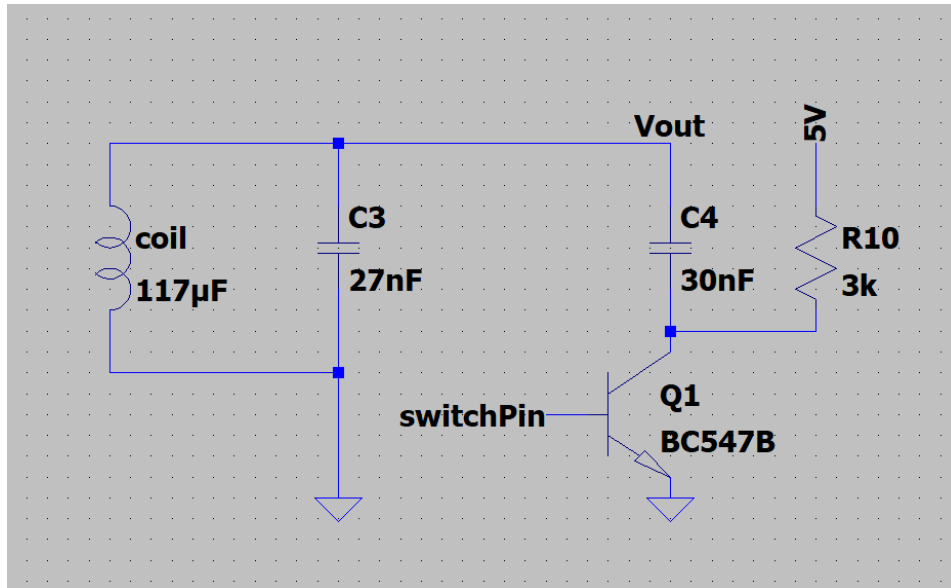 Vout
5V
coil
117µF
C3
27nF
C4
30nF
R10
3k
switchPin
Q1
BC547B